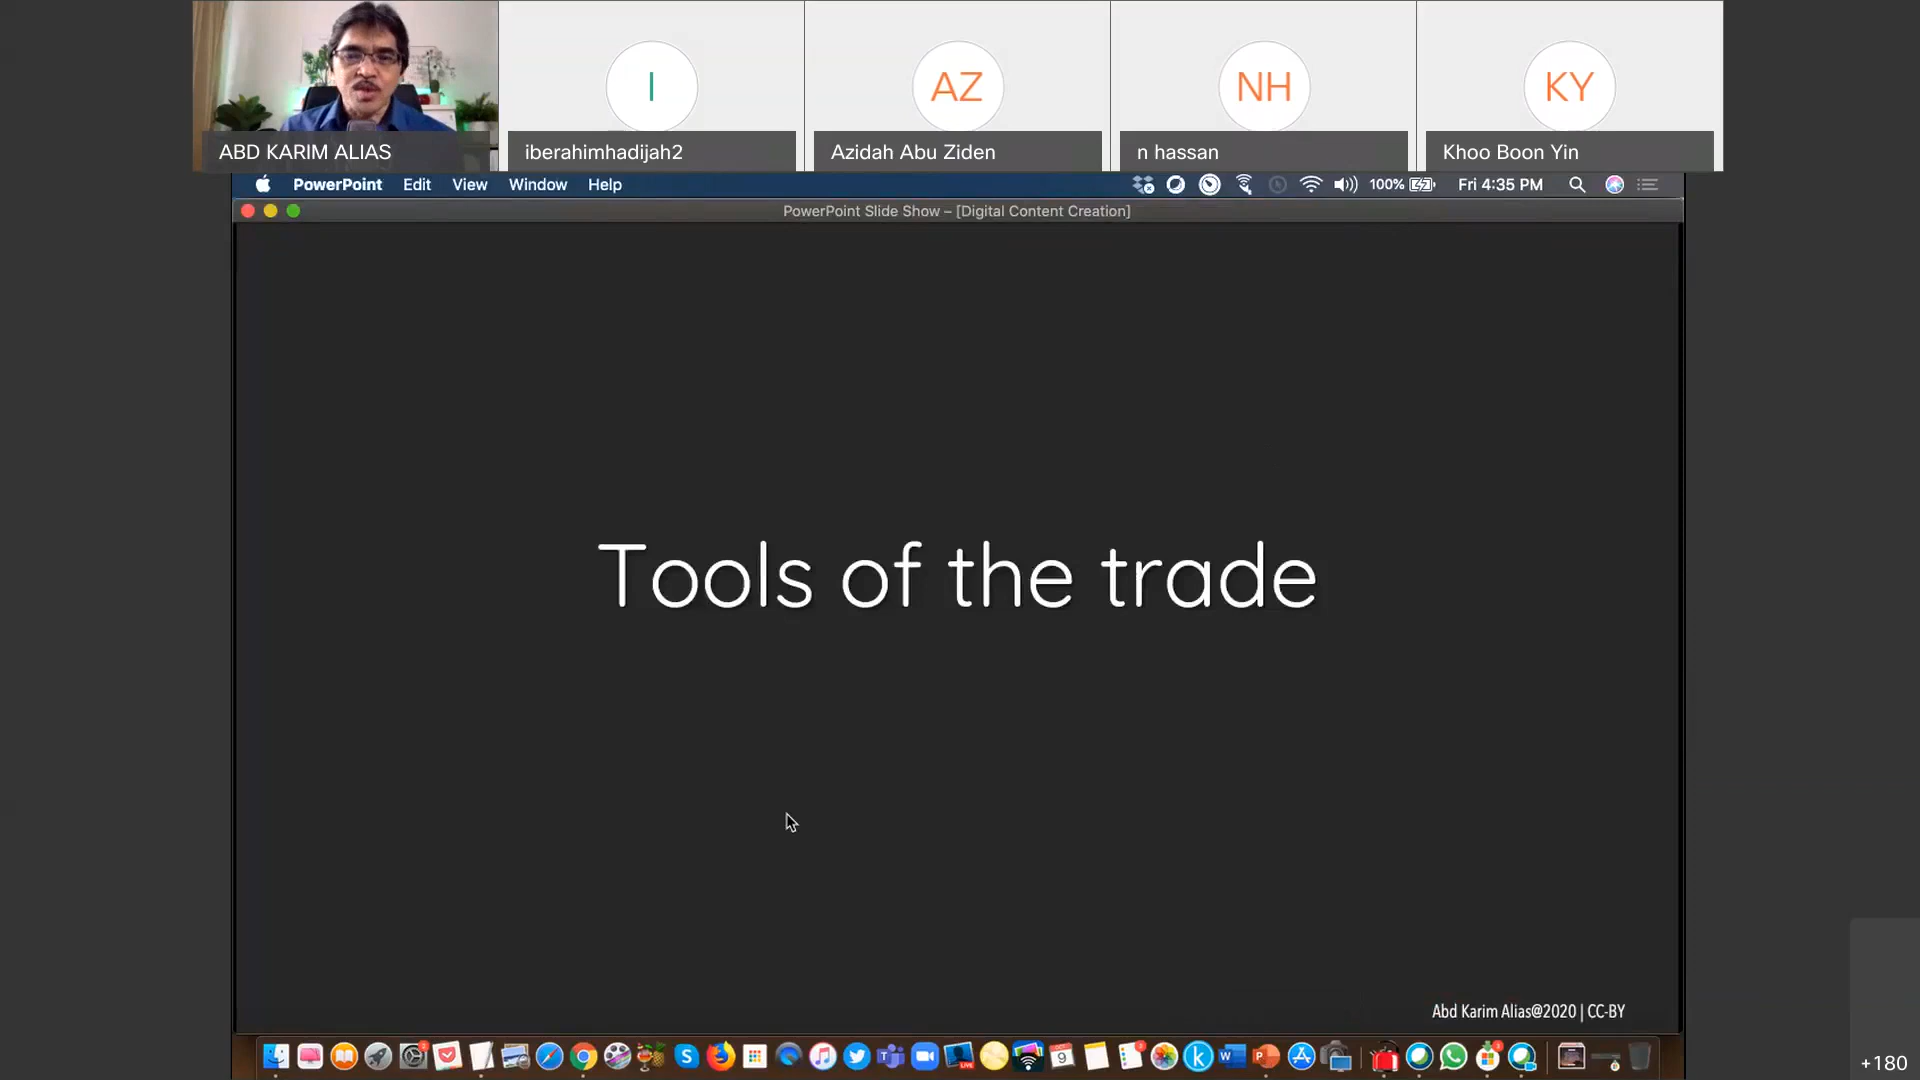 I
AZ
NH
KY
ABD KARIM ALIAS
iberahimhadijah2
Azidah Abu Ziden
n hassan
Khoo Boon Yin
PowerPoint Edit View Window Help
100% Fri 4:35 PM
PowerPoint Slide Show – [Digital Content Creation]
Tools of the trade
Abd Karim Alias@2020 | CC-BY
9
+180